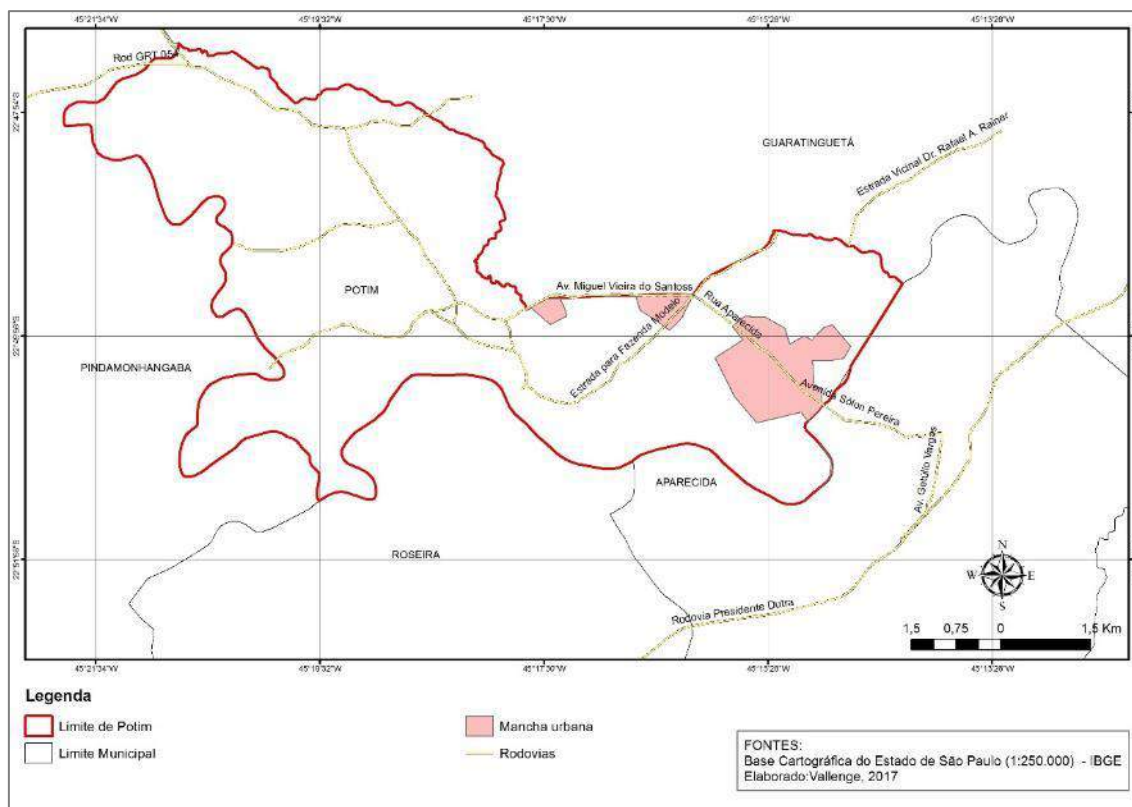 45°21'34"W 45°19'32"W 45°17'30"W 45°15'28"W 45°13'26"W
Rod GRT 054
22°47'54"S
GUARATINGUETÁ
Estrada Vicinal Dr. Rafael A. Rainer
POTIM
Av. Miguel Vieira do Santoss
Rua Aparecida
Estrada para Fazenda Modelo
PINDAMONHANGABA
Avenida Sólon Pereira
Av. Getúlio Vargas
APARECIDA
ROSEIRA
Rodovia Presidente Dutra
N
W E
S
1,5 0,75 0 1,5 Km
45°21'34"W 45°19'32"W 45°17'30"W 45°15'28"W 45°13'26"W
Legenda
Limite de Potim
Limite Municipal
Mancha urbana
Rodovias
FONTES:
Base Cartográfica do Estado de São Paulo (1:250.000) - IBGE
Elaborado:Vallenge, 2017